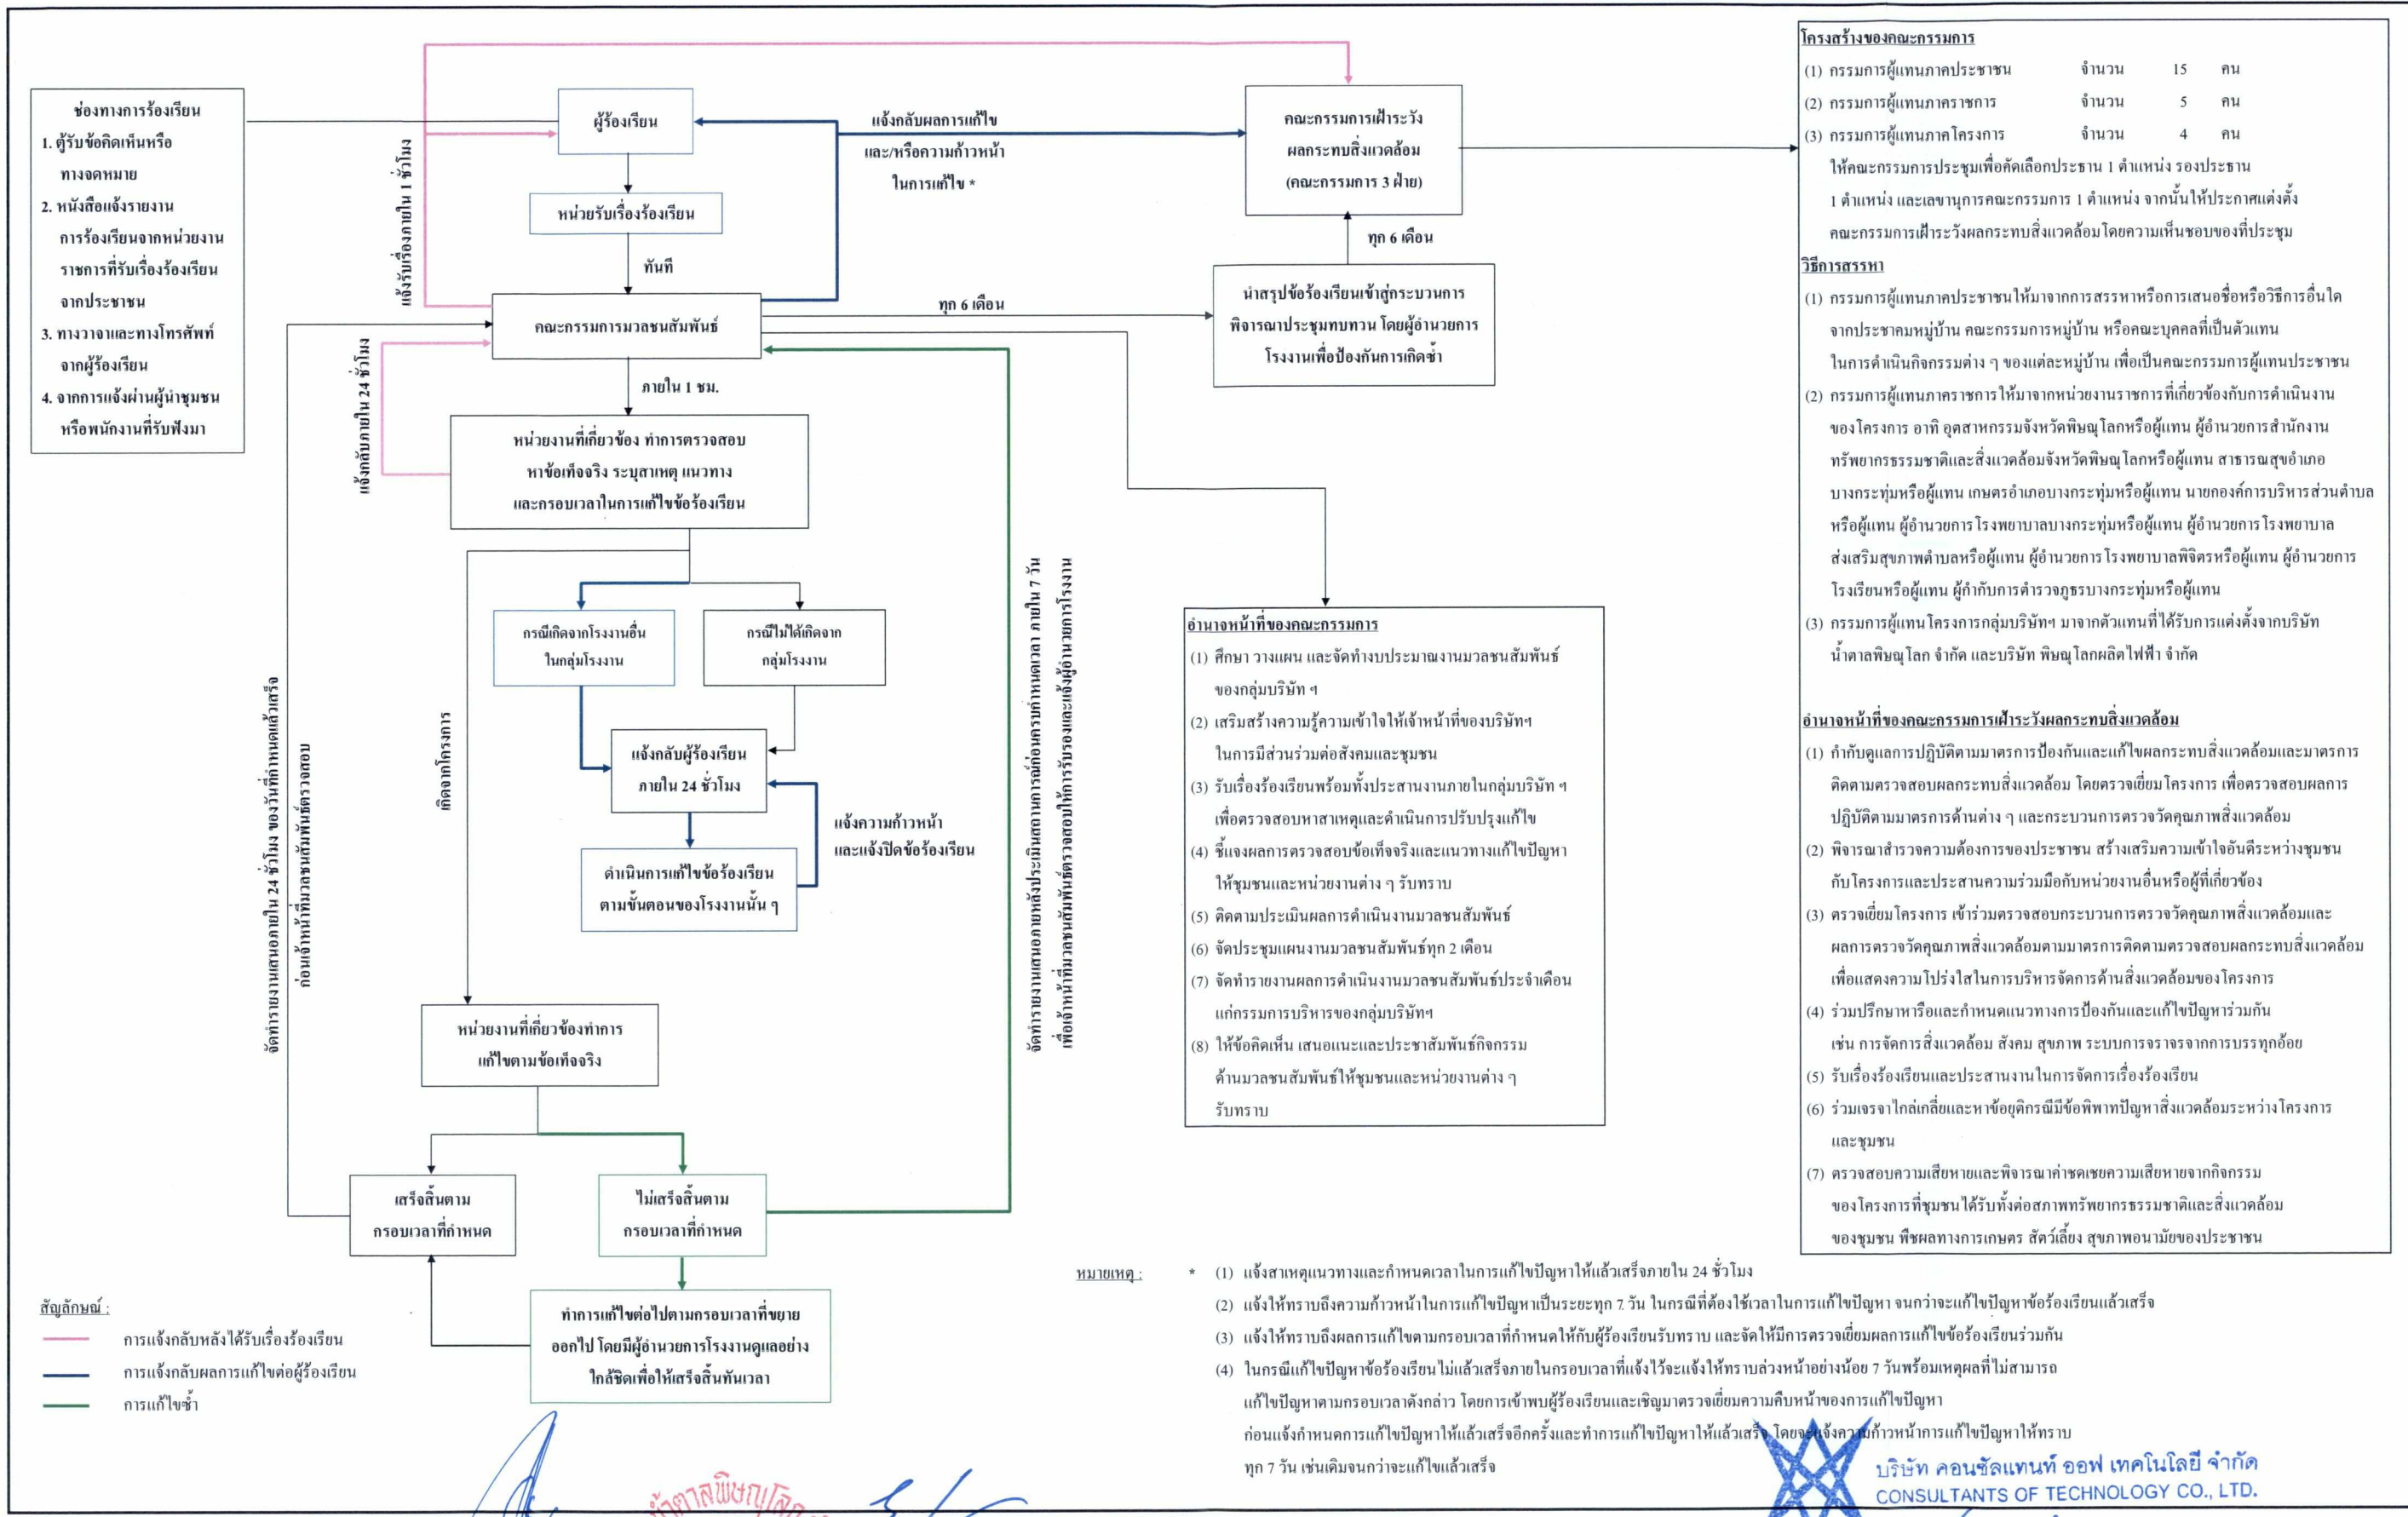 ช่องทางการร้องเรียน
1. ตู้รับข้อคิดเห็นหรือ
ทางจดหมาย
2. หนังสือแจ้งรายงาน
การร้องเรียนจากหน่วยงาน
ราชการที่รับเรื่องร้องเรียน
จากประชาชน
3. ทางวาจาและทางโทรศัพท์
จากผู้ร้องเรียน
4. จากการแจ้งผ่านผู้นำชุมชน
หรือพนักงานที่รับฟังมา
ผู้ร้องเรียน
หน่วยรับเรื่องร้องเรียน
ทันที
แจ้งรับเรื่องภายใน 1 ชั่วโมง
คณะกรรมการมวลชนสัมพันธ์
แจ้งกลับผลการแก้ไข
และ/หรือความก้าวหน้า
ในการแก้ไข *
คณะกรรมการเฝ้าระวัง
ผลกระทบสิ่งแวดล้อม
(คณะกรรมการ 3 ฝ่าย)
ทุก 6 เดือน
ทุก 6 เดือน
นำสรุปข้อร้องเรียนเข้าสู่กระบวนการ
พิจารณาประชุมทบทวน โดยผู้อำนวยการ
โรงงานเพื่อป้องกันการเกิดซ้ำ
ภายใน 1 ชม.
แจ้งกลับภายใน 24 ชั่วโมง
หน่วยงานที่เกี่ยวข้อง ทำการตรวจสอบ
หาข้อเท็จจริง ระบุสาเหตุ แนวทาง
และกรอบเวลาในการแก้ไขข้อร้องเรียน
กรณีเกิดจากโรงงานอื่น
ในกลุ่มโรงงาน
กรณีไม่ได้เกิดจาก
กลุ่มโรงงาน
แจ้งกลับผู้ร้องเรียน
ภายใน 24 ชั่วโมง
แจ้งความก้าวหน้า
และแจ้งปิดข้อร้องเรียน
ดำเนินการแก้ไขข้อร้องเรียน
ตามขั้นตอนของโรงงานนั้น ๆ
เกิดจากโครงการ
จัดทำรายงานเสนอภายใน 24 ชั่วโมง ของวันที่กำหนดแล้วเสร็จ
ก่อนเจ้าหน้าที่มวลชนสัมพันธ์ตรวจสอบ
จัดทำรายงานเสนอภายหลังประเมินสถานการณ์ก่อนครบกำหนดเวลา ภายใน 7 วัน
เพื่อเจ้าหน้าที่มวลชนสัมพันธ์ตรวจสอบให้การรับรองและแจ้งผู้อำนวยการโรงงาน
หน่วยงานที่เกี่ยวข้องทำการ
แก้ไขตามข้อเท็จจริง
เสร็จสิ้นตาม
กรอบเวลาที่กำหนด
ไม่เสร็จสิ้นตาม
กรอบเวลาที่กำหนด
ทำการแก้ไขต่อไปตามกรอบเวลาที่ขยาย
ออกไป โดยมีผู้อำนวยการโรงงานดูแลอย่าง
ใกล้ชิดเพื่อให้เสร็จสิ้นทันเวลา
สัญลักษณ์ :
การแจ้งกลับหลังได้รับเรื่องร้องเรียน
การแจ้งกลับผลการแก้ไขต่อผู้ร้องเรียน
การแก้ไขซ้ำ
อำนาจหน้าที่ของคณะกรรมการ
(1) ศึกษา วางแผน และจัดทำงบประมาณงานมวลชนสัมพันธ์
ของกลุ่มบริษัท ฯ
(2) เสริมสร้างความรู้ความเข้าใจให้เจ้าหน้าที่ของบริษัทฯ
ในการมีส่วนร่วมต่อสังคมและชุมชน
(3) รับเรื่องร้องเรียนพร้อมทั้งประสานงานภายในกลุ่มบริษัท ฯ
เพื่อตรวจสอบหาสาเหตุและดำเนินการปรับปรุงแก้ไข
(4) ชี้แจงผลการตรวจสอบข้อเท็จจริงและแนวทางแก้ไขปัญหา
ให้ชุมชนและหน่วยงานต่าง ๆ รับทราบ
(5) ติดตามประเมินผลการดำเนินงานมวลชนสัมพันธ์
(6) จัดประชุมแผนงานมวลชนสัมพันธ์ทุก 2 เดือน
(7) จัดทำรายงานผลการดำเนินงานมวลชนสัมพันธ์ประจำเดือน
แก่กรรมการบริหารของกลุ่มบริษัทฯ
(8) ให้ข้อคิดเห็น เสนอแนะและประชาสัมพันธ์กิจกรรม
ด้านมวลชนสัมพันธ์ให้ชุมชนและหน่วยงานต่าง ๆ
รับทราบ
โครงสร้างของคณะกรรมการ
(1) กรรมการผู้แทนภาคประชาชน จำนวน 15 คน
(2) กรรมการผู้แทนภาคราชการ จำนวน 5 คน
(3) กรรมการผู้แทนภาคโครงการ จำนวน 4 คน
ให้คณะกรรมการประชุมเพื่อคัดเลือกประธาน 1 ตำแหน่ง รองประธาน
1 ตำแหน่ง และเลขานุการคณะกรรมการ 1 ตำแหน่ง จากนั้นให้ประกาศแต่งตั้ง
คณะกรรมการเฝ้าระวังผลกระทบสิ่งแวดล้อมโดยความเห็นชอบของที่ประชุม
วิธีการสรรหา
(1) กรรมการผู้แทนภาคประชาชนให้มาจากการสรรหาหรือการเสนอชื่อหรือวิธีการอื่นใด
จากประชาคมหมู่บ้าน คณะกรรมการหมู่บ้าน หรือคณะบุคคลที่เป็นตัวแทน
ในการดำเนินกิจกรรมต่าง ๆ ของแต่ละหมู่บ้าน เพื่อเป็นคณะกรรมการผู้แทนประชาชน
(2) กรรมการผู้แทนภาคราชการให้มาจากหน่วยงานราชการที่เกี่ยวข้องกับการดำเนินงาน
ของโครงการ อาทิ อุตสาหกรรมจังหวัดพิษณุโลกหรือผู้แทน ผู้อำนวยการสำนักงาน
ทรัพยากรธรรมชาติและสิ่งแวดล้อมจังหวัดพิษณุโลกหรือผู้แทน สาธารณสุขอำเภอ
บางกระทุ่มหรือผู้แทน เกษตรอำเภอบางกระทุ่มหรือผู้แทน นายกองค์การบริหารส่วนตำบล
หรือผู้แทน ผู้อำนวยการโรงพยาบาลบางกระทุ่มหรือผู้แทน ผู้อำนวยการโรงพยาบาล
ส่งเสริมสุขภาพตำบลหรือผู้แทน ผู้อำนวยการโรงพยาบาลพิจิตรหรือผู้แทน ผู้อำนวยการ
โรงเรียนหรือผู้แทน ผู้กำกับการตำรวจภูธรบางกระทุ่มหรือผู้แทน
(3) กรรมการผู้แทนโครงการกลุ่มบริษัทฯ มาจากตัวแทนที่ได้รับการแต่งตั้งจากบริษัท
น้ำตาลพิษณุโลก จำกัด และบริษัท พิษณุโลกผลิตไฟฟ้า จำกัด
อำนาจหน้าที่ของคณะกรรมการเฝ้าระวังผลกระทบสิ่งแวดล้อม
(1) กำกับดูแลการปฏิบัติตามมาตรการป้องกันและแก้ไขผลกระทบสิ่งแวดล้อมและมาตรการ
ติดตามตรวจสอบผลกระทบสิ่งแวดล้อม โดยตรวจเยี่ยมโครงการ เพื่อตรวจสอบผลการ
ปฏิบัติตามมาตรการด้านต่าง ๆ และกระบวนการตรวจวัดคุณภาพสิ่งแวดล้อม
(2) พิจารณาสำรวจความต้องการของประชาชน สร้างเสริมความเข้าใจอันดีระหว่างชุมชน
กับโครงการและประสานความร่วมมือกับหน่วยงานอื่นหรือผู้ที่เกี่ยวข้อง
(3) ตรวจเยี่ยมโครงการ เข้าร่วมตรวจสอบกระบวนการตรวจวัดคุณภาพสิ่งแวดล้อมและ
ผลการตรวจวัดคุณภาพสิ่งแวดล้อมตามมาตรการติดตามตรวจสอบผลกระทบสิ่งแวดล้อม
เพื่อแสดงความโปร่งใสในการบริหารจัดการด้านสิ่งแวดล้อมของโครงการ
(4) ร่วมปรึกษาหารือและกำหนดแนวทางการป้องกันและแก้ไขปัญหาร่วมกัน
เช่น การจัดการสิ่งแวดล้อม สังคม สุขภาพ ระบบการจราจรจากการบรรทุกอ้อย
(5) รับเรื่องร้องเรียนและประสานงานในการจัดการเรื่องร้องเรียน
(6) ร่วมเจรจาไกล่เกลี่ยและหาข้อยุติกรณีมีข้อพิพาทปัญหาสิ่งแวดล้อมระหว่างโครงการ
และชุมชน
(7) ตรวจสอบความเสียหายและพิจารณาค่าชดเชยความเสียหายจากกิจกรรม
ของโครงการที่ชุมชนได้รับทั้งต่อสภาพทรัพยากรธรรมชาติและสิ่งแวดล้อม
ของชุมชน พืชผลทางการเกษตร สัตว์เลี้ยง สุขภาพอนามัยของประชาชน
หมายเหตุ : * (1) แจ้งสาเหตุแนวทางและกำหนดเวลาในการแก้ไขปัญหาให้แล้วเสร็จภายใน 24 ชั่วโมง
(2) แจ้งให้ทราบถึงความก้าวหน้าในการแก้ไขปัญหาเป็นระยะทุก 7 วัน ในกรณีที่ต้องใช้เวลาในการแก้ไขปัญหา จนกว่าจะแก้ไขปัญหาข้อร้องเรียนแล้วเสร็จ
(3) แจ้งให้ทราบถึงผลการแก้ไขตามกรอบเวลาที่กำหนดให้กับผู้ร้องเรียนรับทราบ และจัดให้มีการตรวจเยี่ยมผลการแก้ไขข้อร้องเรียนร่วมกัน
(4) ในกรณีแก้ไขปัญหาข้อร้องเรียนไม่แล้วเสร็จภายในกรอบเวลาที่แจ้งไว้จะแจ้งให้ทราบล่วงหน้าอย่างน้อย 7 วันพร้อมเหตุผลที่ไม่สามารถ
แก้ไขปัญหาตามกรอบเวลาดังกล่าว โดยการเข้าพบผู้ร้องเรียนและเชิญมาตรวจเยี่ยมความคืบหน้าของการแก้ไขปัญหา
ก่อนแจ้งกำหนดการแก้ไขปัญหาให้แล้วเสร็จอีกครั้งและทำการแก้ไขปัญหาให้แล้วเสร็จ โดยจะแจ้งความก้าวหน้าการแก้ไขปัญหาให้ทราบ
ทุก 7 วัน เช่นเดิมจนกว่าจะแก้ไขแล้วเสร็จ
น้ำตาลพิษณุโลก
บริษัท คอนซัลแทนท์ ออฟ เทคโนโลยี จำกัด
CONSULTANTS OF TECHNOLOGY CO., LTD.